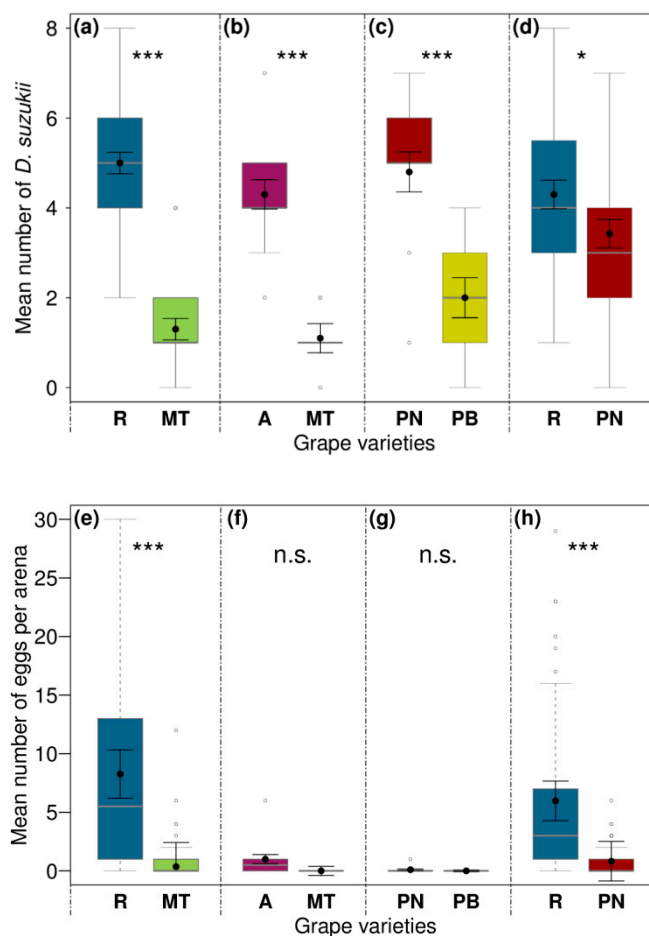 (a) (b) (c) (d)
*** *** *** *
8
6
4
2
0
Mean number of D. suzukii
R MT A MT PN PB R PN
Grape varieties
(e) (f) (g) (h)
*** n.s. n.s. ***
30
25
20
15
10
5
0
Mean number of eggs per arena
R MT A MT PN PB R PN
Grape varieties